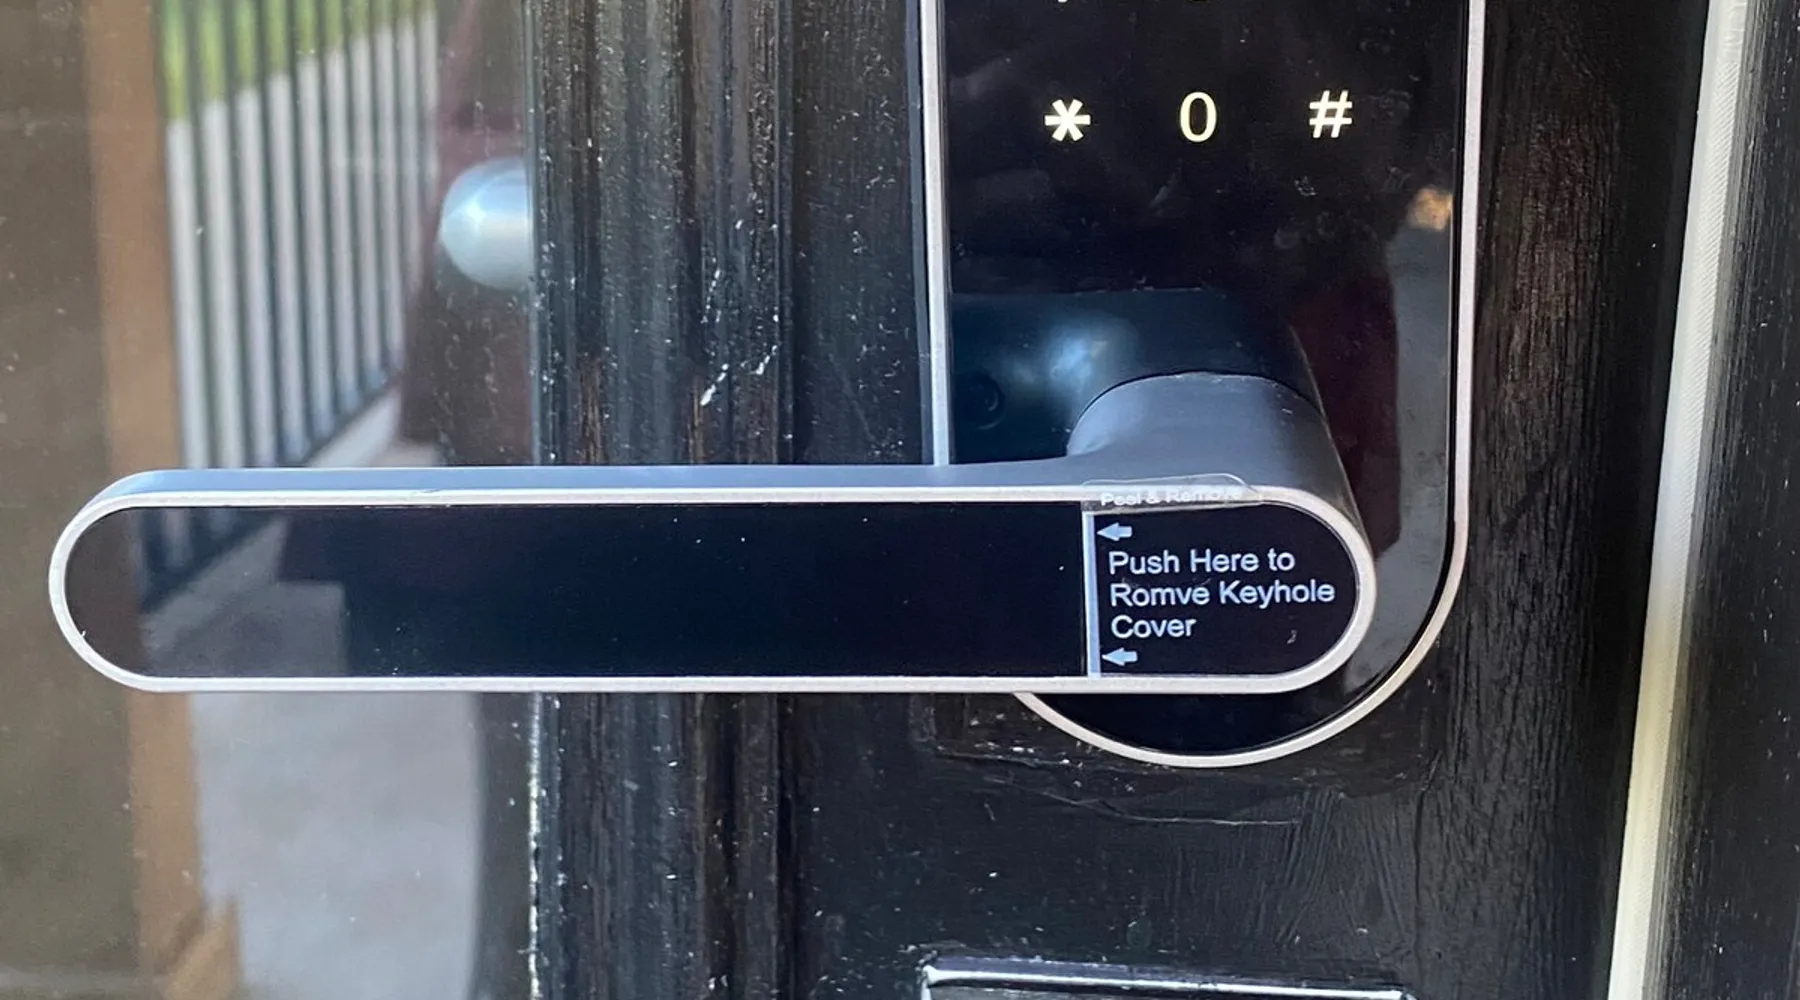 * 0 #
Peel & Remove
Push Here to
Romve Keyhole
Cover